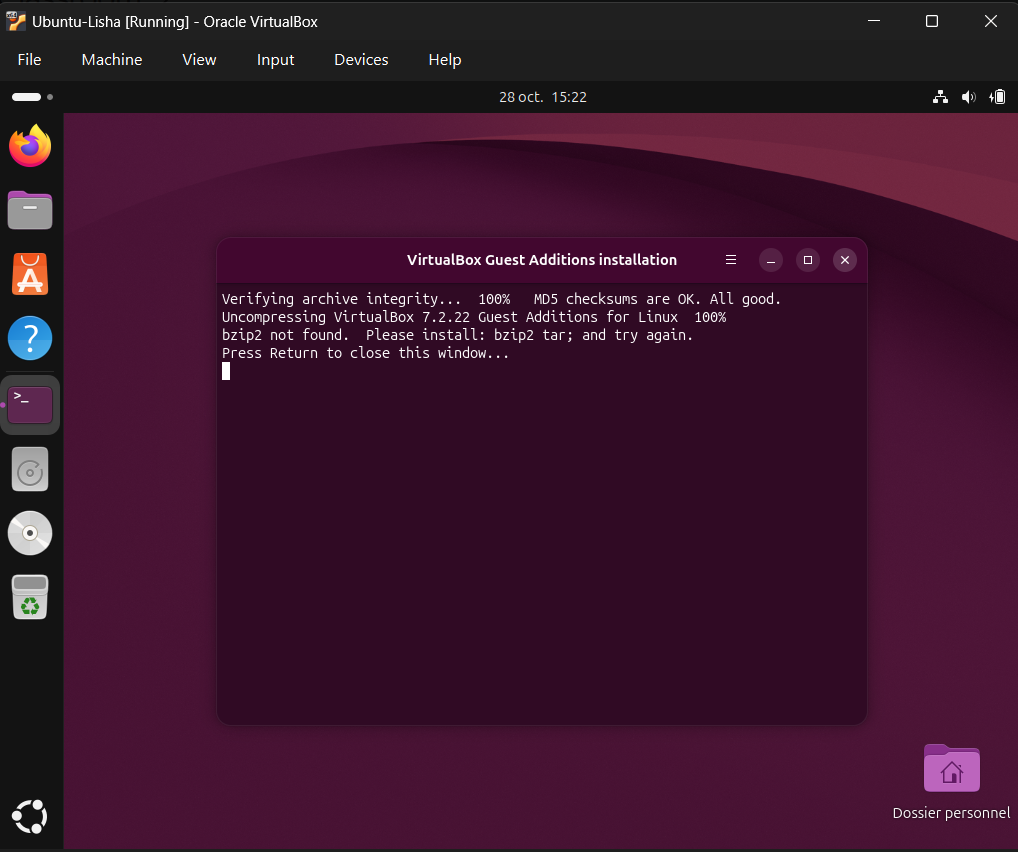 Ubuntu-Lisha [Running] - Oracle VirtualBox
File Machine View Input Devices Help
28 oct. 15:22
VirtualBox Guest Additions installation
Verifying archive integrity... 100% MD5 checksums are OK. All good.
Uncompressing VirtualBox 7.2.22 Guest Additions for Linux 100%
bzip2 not found. Please install: bzip2 tar; and try again.
Press Return to close this window...
Dossier personnel